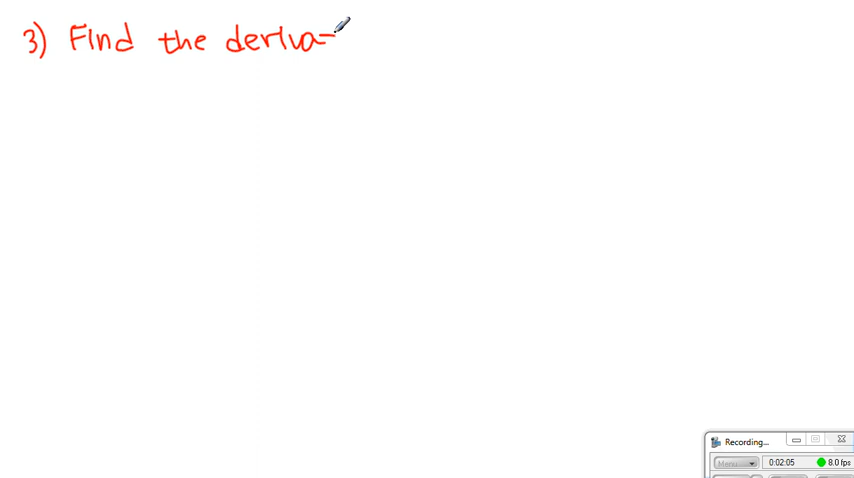 3) Find the deriva-
Recording...
Menu
0:02:05
8.0 fps